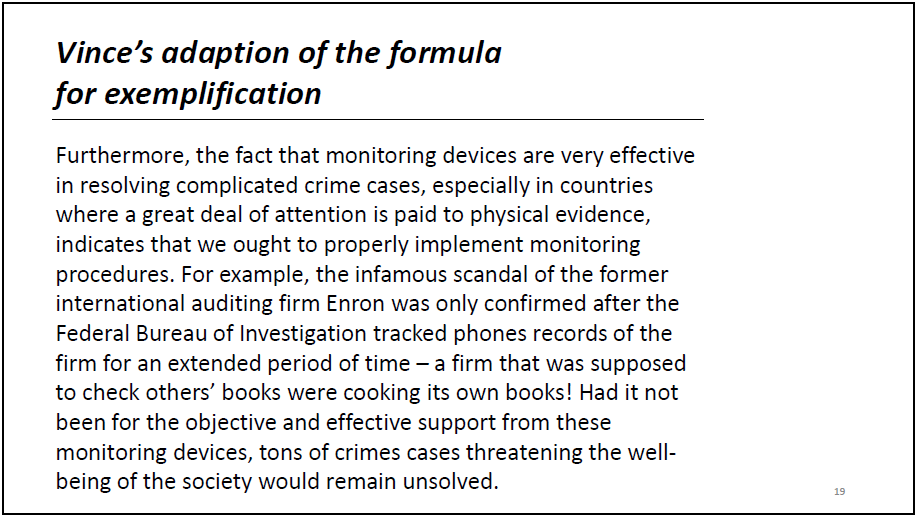 Vince’s adaption of the formula
for exemplification
Furthermore, the fact that monitoring devices are very effective
in resolving complicated crime cases, especially in countries
where a great deal of attention is paid to physical evidence,
indicates that we ought to properly implement monitoring
procedures. For example, the infamous scandal of the former
international auditing firm Enron was only confirmed after the
Federal Bureau of Investigation tracked phones records of the
firm for an extended period of time – a firm that was supposed
to check others’ books were cooking its own books! Had it not
been for the objective and effective support from these
monitoring devices, tons of crimes cases threatening the well-
being of the society would remain unsolved.
19